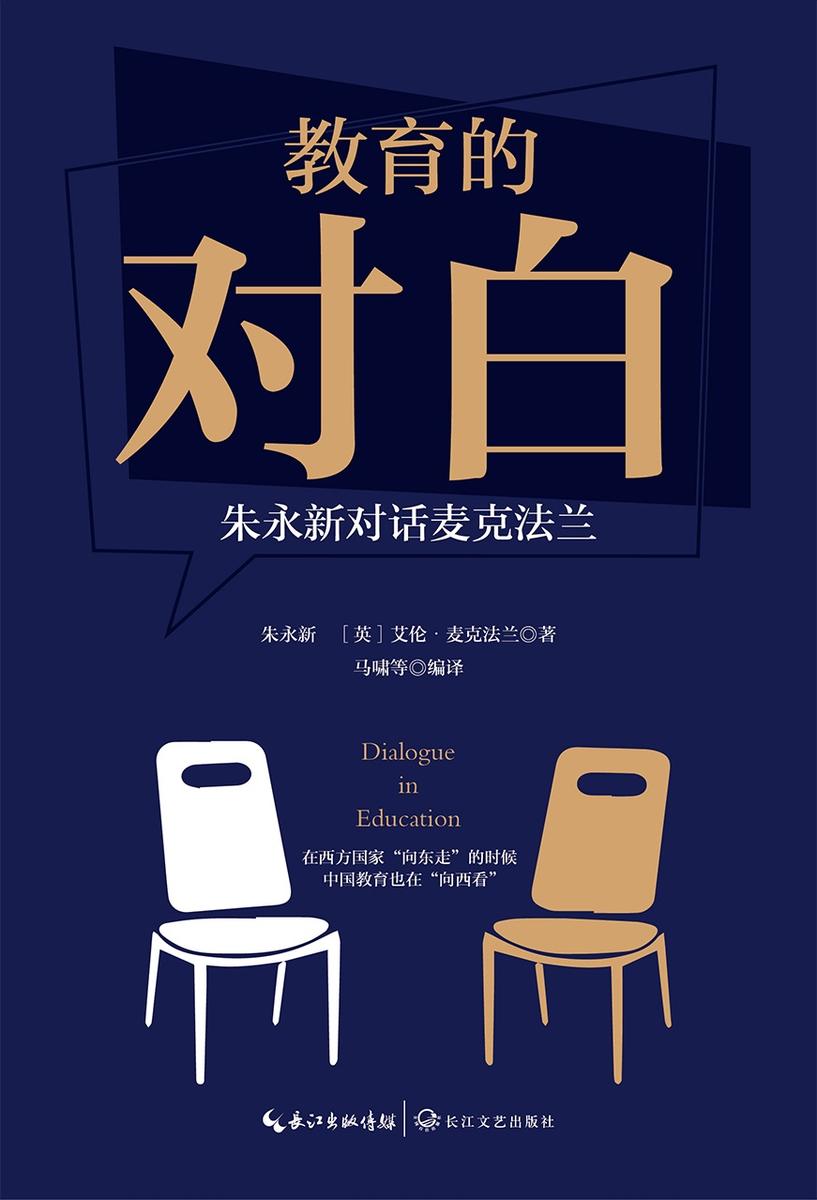 教育的
对白
朱永新对话麦克法兰
朱永新 ［英］艾伦·麦克法兰◎著
马啸等◎编译
Dialogue
in
Education
在西方国家“向东走”的时候
中国教育也在“向西看”
长江出版传媒 长江文艺出版社